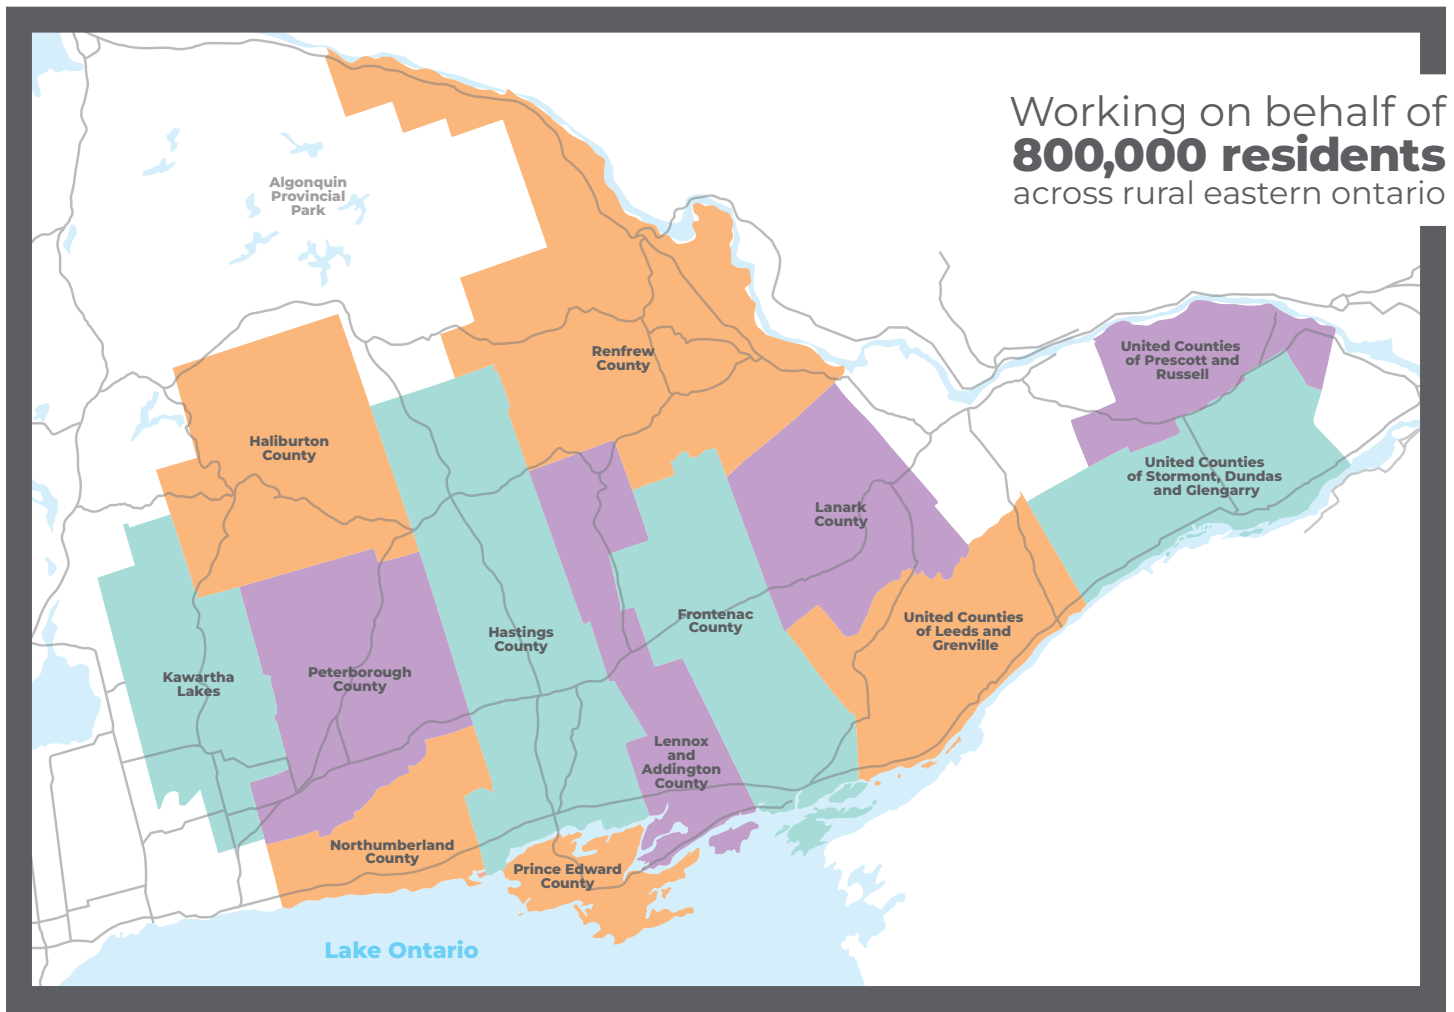 Working on behalf of
800,000 residents
across rural eastern ontario
Algonquin
Provincial
Park
Renfrew
County
United Counties
of Prescott and
Russell
Haliburton
County
United Counties
of Stormont, Dundas
and Glengarry
Lanark
County
Frontenac
County
United Counties
of Leeds and
Grenville
Hastings
County
Kawartha
Lakes
Peterborough
County
Lennox
and
Addington
County
Northumberland
County
Prince Edward
County
Lake Ontario